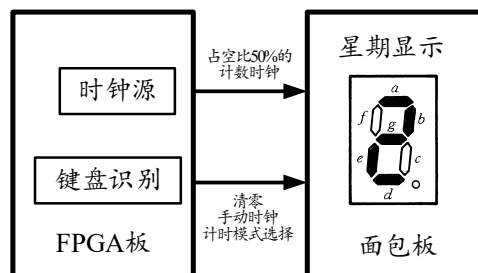 时钟源
键盘识别
FPGA板
占空比50%的
计数时钟
清零
手动时钟
计时模式选择
星期显示
a
f
b
g
e
c
d
面包板